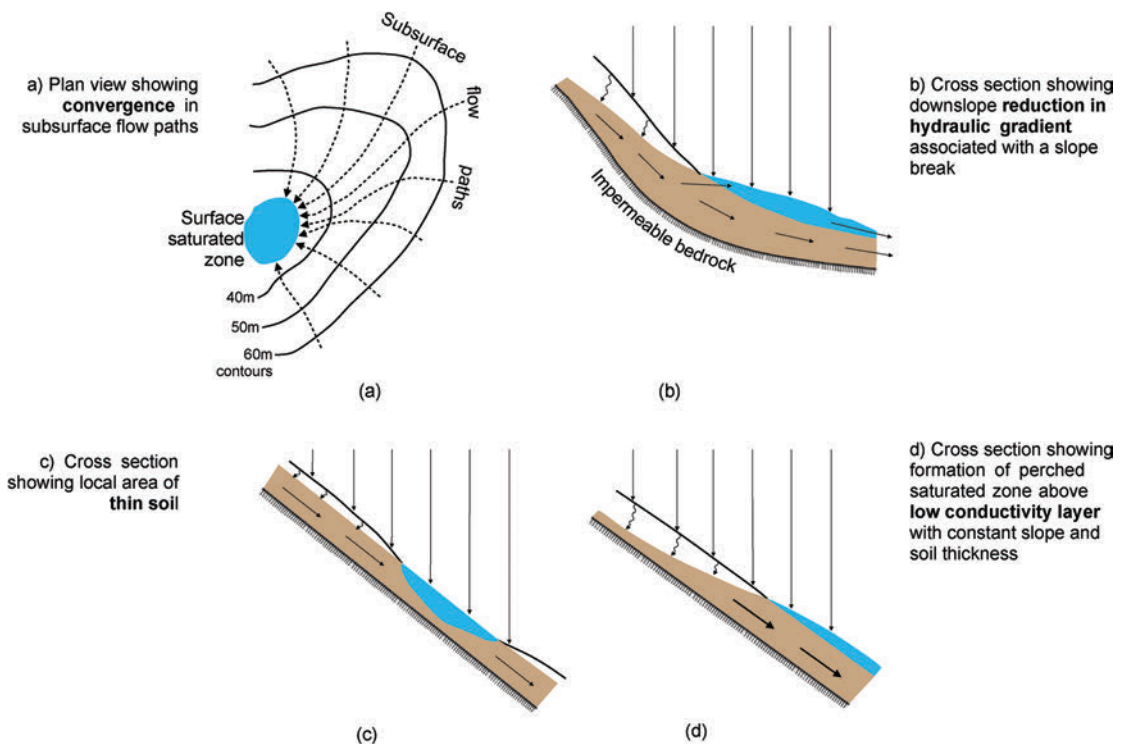 a) Plan view showing
convergence in
subsurface flow paths
Subsurface
flow
paths
Surface
saturated
zone
40m
50m
60m
contours
(a)
b) Cross section showing
downslope reduction in
hydraulic gradient
associated with a slope
break
Impermeable bedrock
(b)
c) Cross section
showing local area of
thin soil
(c)
d) Cross section showing
formation of perched
saturated zone above
low conductivity layer
with constant slope and
soil thickness
(d)